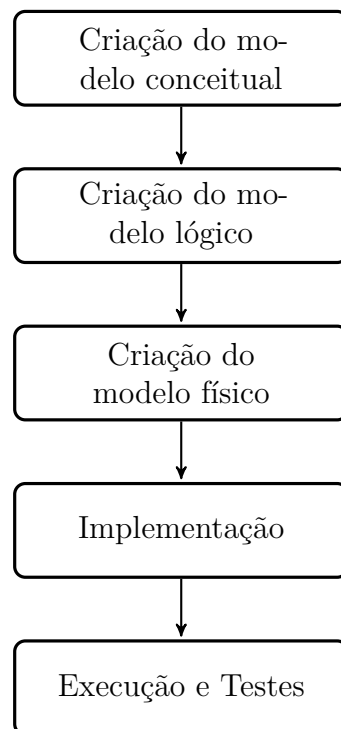 Criação do mo-
delo conceitual
Criação do mo-
delo lógico
Criação do
modelo físico
Implementação
Execução e Testes